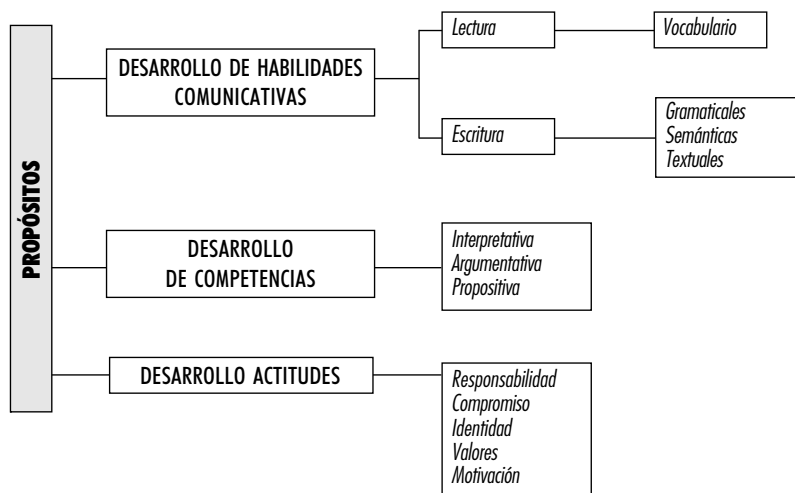 PROPÓSITOS
DESARROLLO DE HABILIDADES
COMUNICATIVAS
Lectura
Vocabulario
Escritura
Gramaticales
Semánticas
Textuales
DESARROLLO
DE COMPETENCIAS
Interpretativa
Argumentativa
Propositiva
DESARROLLO ACTITUDES
Responsabilidad
Compromiso
Identidad
Valores
Motivación